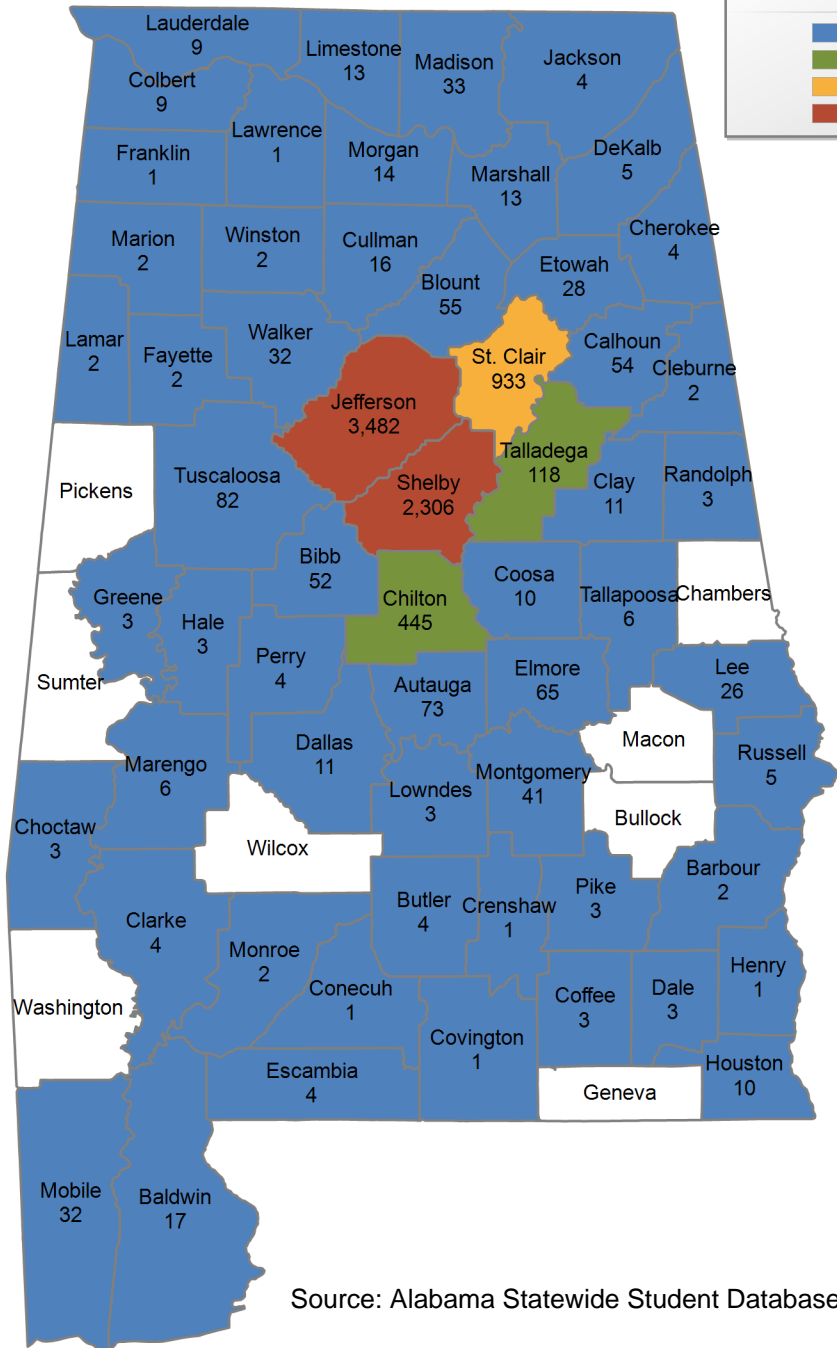 Lauderdale
9
Limestone
13
Madison
33
Jackson
4
Colbert
9
Lawrence
1
Franklin
1
Morgan
14
Marshall
13
DeKalb
5
Marion
2
Winston
2
Cullman
16
Blount
55
Etowah
28
Cherokee
4
Lamar
2
Fayette
2
Walker
32
St. Clair
933
Calhoun
54
Cleburne
2
Jefferson
3,482
Shelby
2,306
Talladega
118
Clay
11
Randolph
3
Pickens
Tuscaloosa
82
Bibb
52
Chilton
445
Coosa
10
Tallapoosa
6
Chambers
Greene
3
Hale
3
Perry
4
Sumter
Autauga
73
Elmore
65
Lee
26
Macon
Russell
5
Marengo
6
Dallas
11
Lowndes
3
Montgomery
41
Bullock
Choctaw
3
Wilcox
Barbour
2
Clarke
4
Butler
4
Crenshaw
1
Pike
3
Monroe
2
Conecuh
1
Washington
Covington
1
Coffee
3
Dale
3
Henry
1
Escambia
4
Geneva
Houston
10
Mobile
32
Baldwin
17
Source: Alabama Statewide Student Database